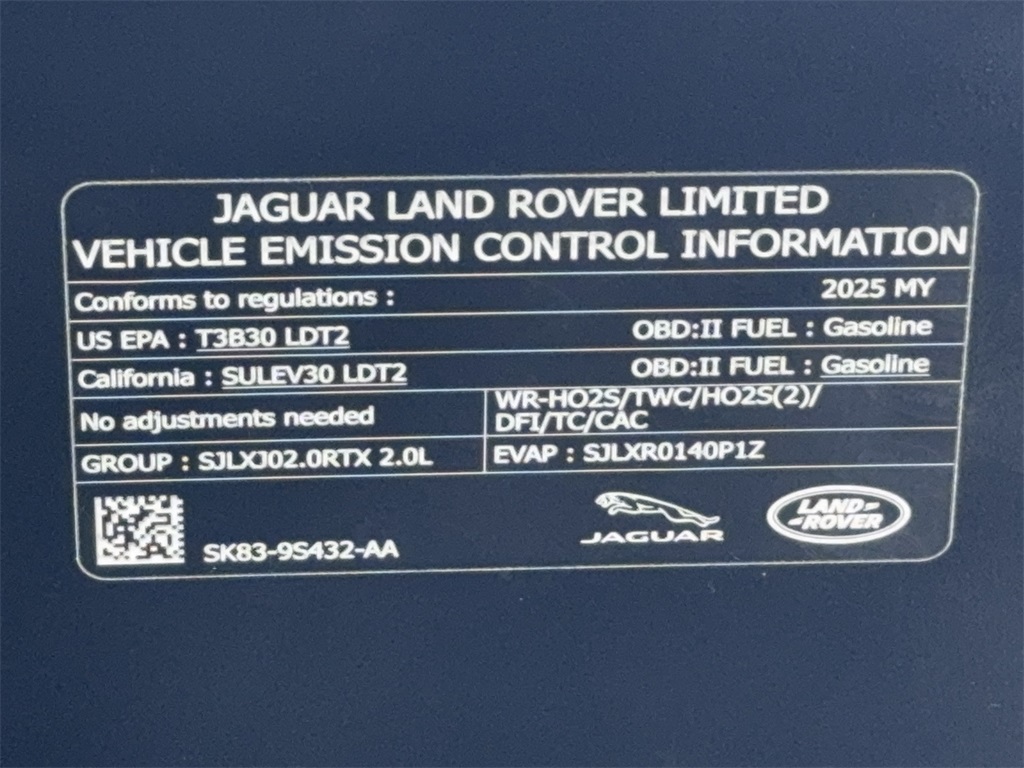 JAGUAR LAND ROVER LIMITED
VEHICLE EMISSION CONTROL INFORMATION
Conforms to regulations : 2025 MY
US EPA : T3B30 LDT2 OBD:II FUEL : Gasoline
California : SULEV30 LDT2 OBD:II FUEL : Gasoline
No adjustments needed
WR-HO2S/TWC/HO2S(2)/
DFI/TC/CAC
GROUP : SJLXJ02.0RTX 2.0L EVAP : SJLXR0140P1Z
SK83-9S432-AA
JAGUAR
LAND
ROVER